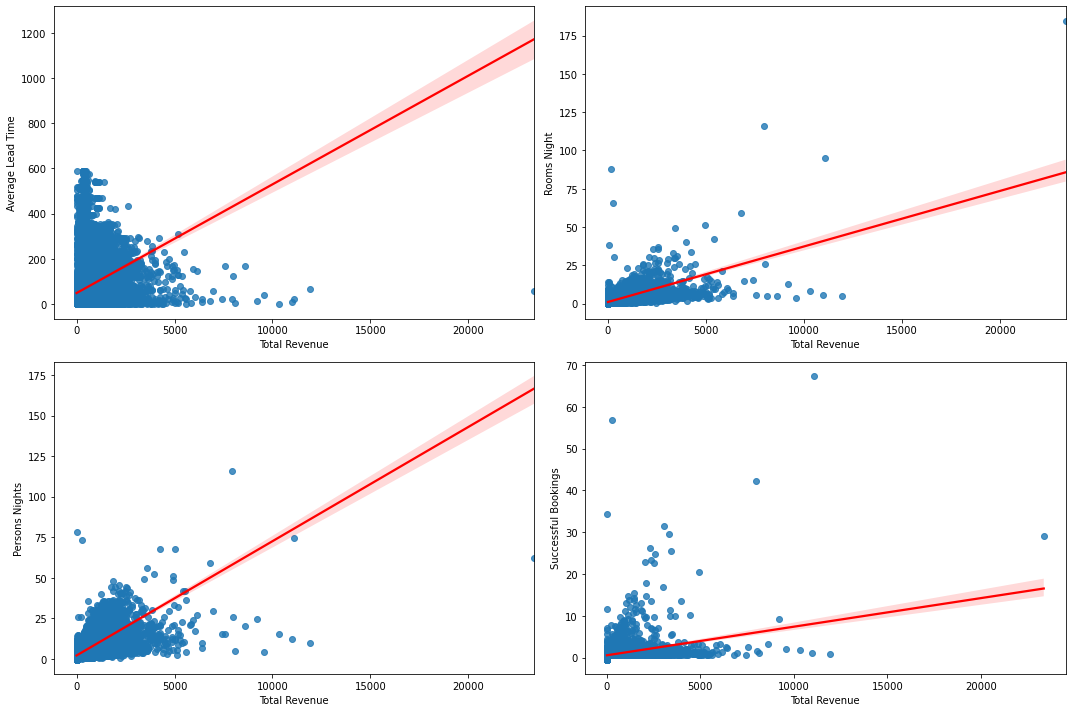 Average Lead Time
1200
1000
800
600
400
200
0
0 5000 10000 15000 20000
Total Revenue
Rooms Night
175
150
125
100
75
50
25
0
0 5000 10000 15000 20000
Total Revenue
Persons Nights
175
150
125
100
75
50
25
0
0 5000 10000 15000 20000
Total Revenue
Successful Bookings
70
60
50
40
30
20
10
0
0 5000 10000 15000 20000
Total Revenue